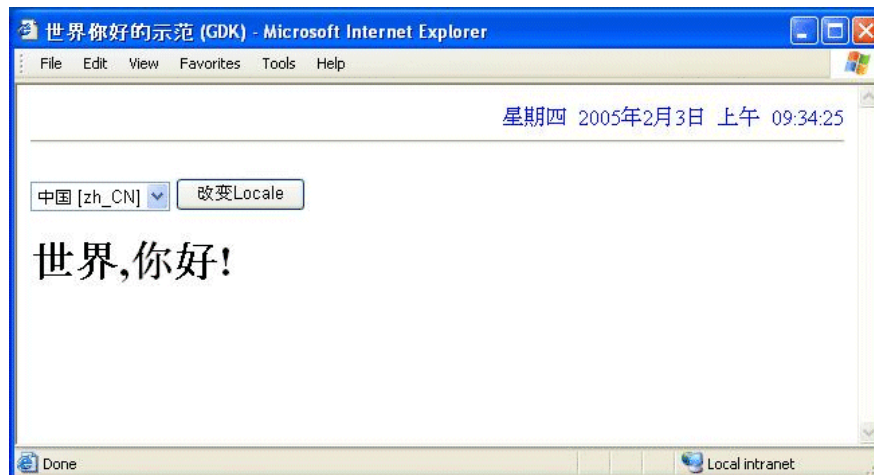 世界你好的示范 (GDK) - Microsoft Internet Explorer
File Edit View Favorites Tools Help
星期四 2005年2月3日 上午 09:34:25
中国 [zh_CN] 改变Locale
世界,你好!
Done Local intranet